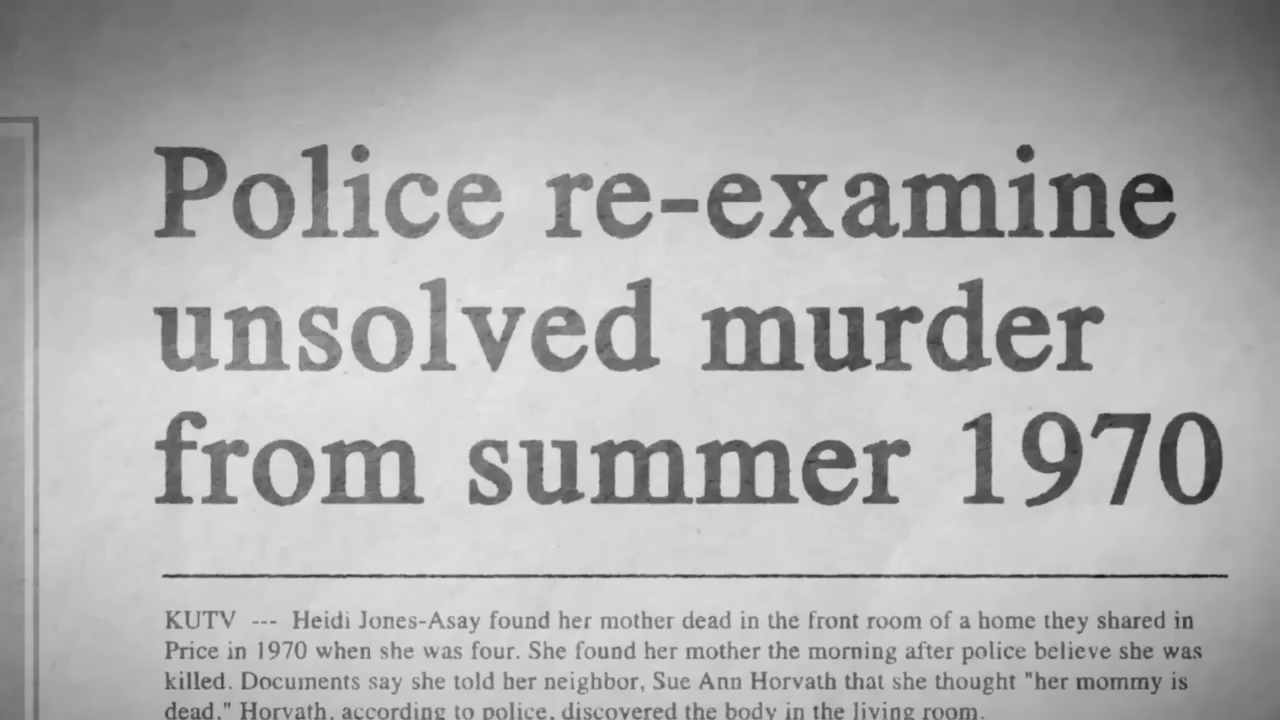 Police re-examine
unsolved murder
from summer 1970
KUTV --- Heidi Jones-Asay found her mother dead in the front room of a home they shared in
Price in 1970 when she was four. She found her mother the morning after police believe she was
killed. Documents say she told her neighbor, Sue Ann Horvath that she thought "her mommy is
dead." Horvath, according to police, discovered the body in the living room.